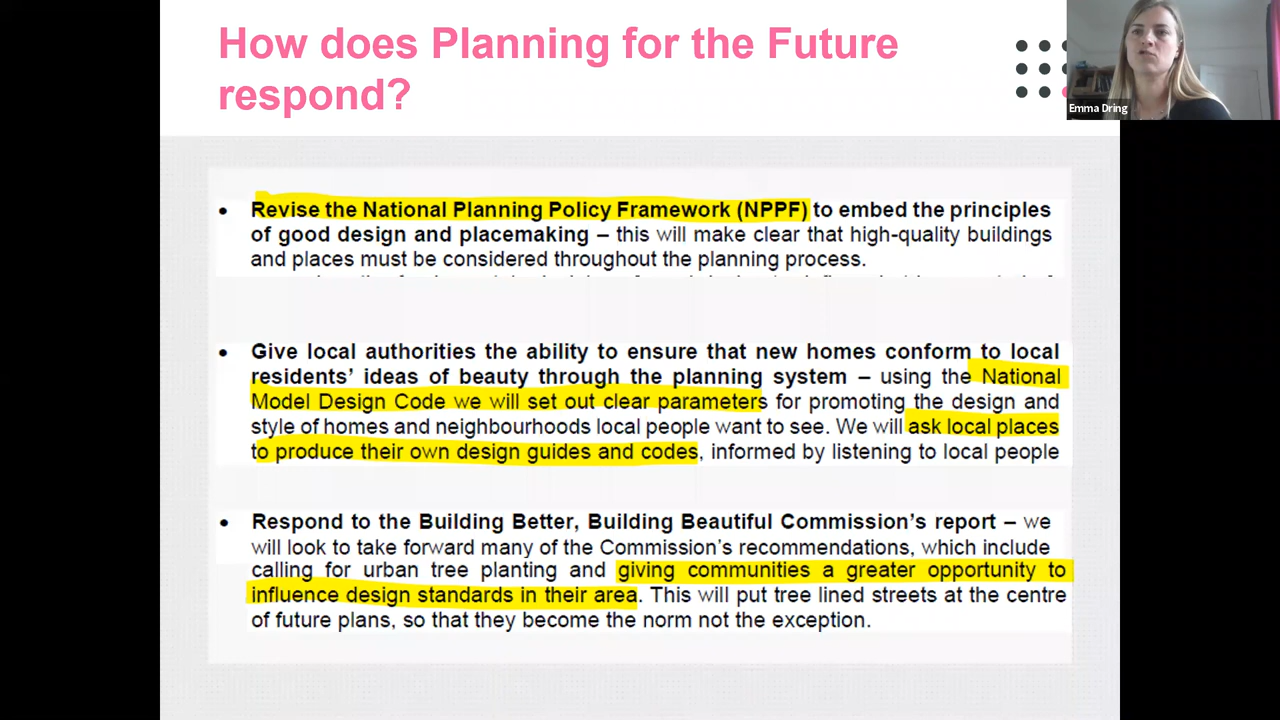 How does Planning for the Future
respond?
Emma Dring
• Revise the National Planning Policy Framework (NPPF) to embed the principles
of good design and placemaking – this will make clear that high-quality buildings
and places must be considered throughout the planning process.
• Give local authorities the ability to ensure that new homes conform to local
residents’ ideas of beauty through the planning system – using the National
Model Design Code we will set out clear parameters for promoting the design and
style of homes and neighbourhoods local people want to see. We will ask local places
to produce their own design guides and codes, informed by listening to local people
• Respond to the Building Better, Building Beautiful Commission’s report – we
will look to take forward many of the Commission’s recommendations, which include
calling for urban tree planting and giving communities a greater opportunity to
influence design standards in their area. This will put tree lined streets at the centre
of future plans, so that they become the norm not the exception.